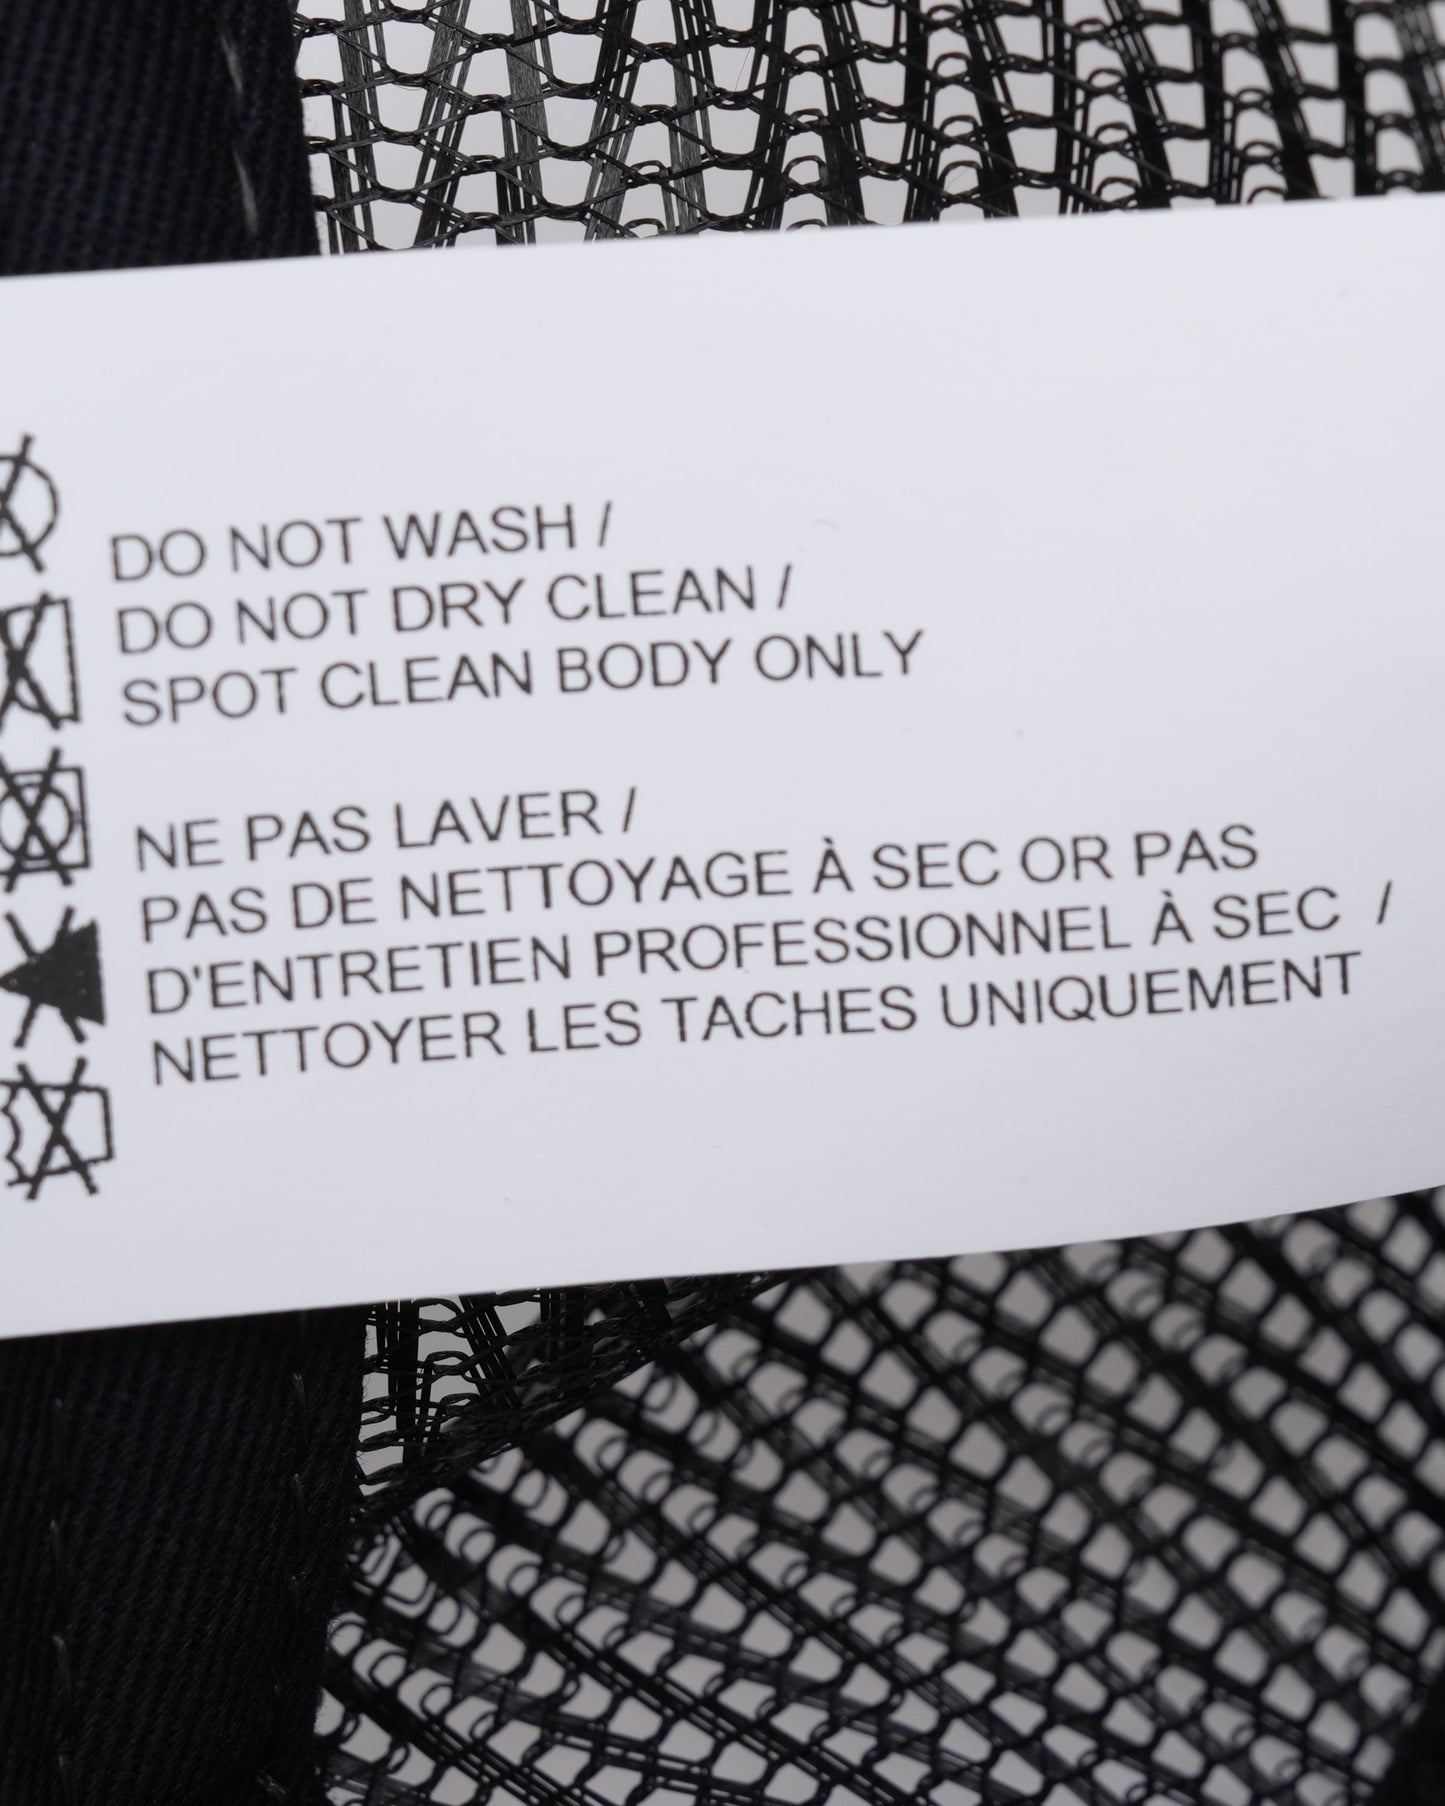 DO NOT WASH /
DO NOT DRY CLEAN /
SPOT CLEAN BODY ONLY
NE PAS LAVER /
PAS DE NETTOYAGE À SEC OR PAS
D'ENTRETIEN PROFESSIONNEL À SEC /
NETTOYER LES TACHES UNIQUEMENT